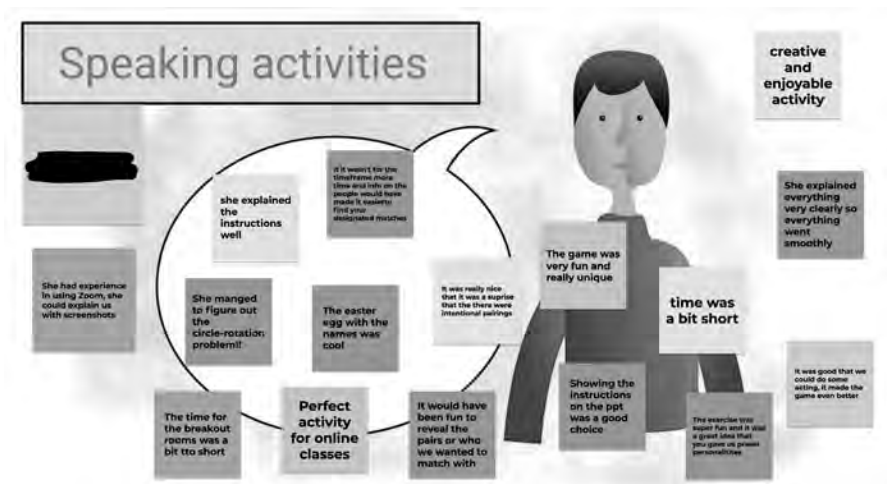 Speaking activities
creative
and
enjoyable
activity
she explained
the
instructions
well
If it wasn't for the
timeframe more
time and info on the
people would have
made it easier to
find your
designated matches
She explained
everything
very clearly so
everything
went
smoothly
She had experience
in using Zoom, she
could explain us
with screenshots
She manged
to figure out
the
circle-rotation
problem!!
The easter
egg with the
names was
cool
It was really nice
that it was a suprise
that the there were
intentional pairings
The game was
very fun and
really unique
time was
a bit short
It was good that we
could do some
acting, it made the
game even better
The time for
the breakout
rooms was a
bit tto short
Perfect
activity
for online
classes
It would have
been fun to
reveal the
pairs or who
we wanted to
match with
Showing the
instructions
on the ppt
was a good
choice
The exercise was
super fun and it was
a great idea that
you gave us
personalities